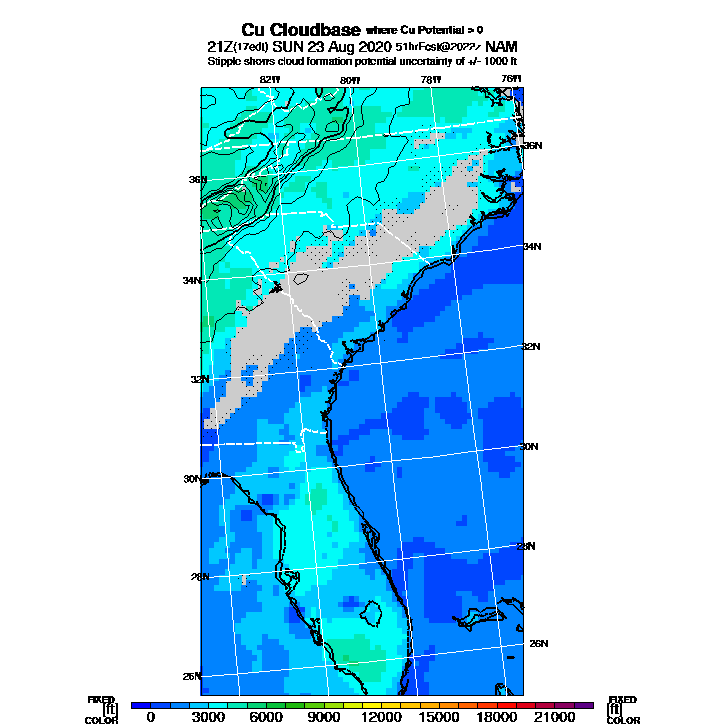 Cu Cloudbase where Cu Potential > 0
21Z(17edt) SUN 23 Aug 2020 51hrFcst@2022z NAM
Stipple shows cloud formation potential uncertainty of +/- 1000 ft
82W 80W 78W 76W
36N
36N
34N
34N
32N
32N
30N
30N
28N
28N
26N
26N
FIXED FIXED
[ft] [ft]
COLOR COLOR
0 3000 6000 9000 12000 15000 18000 21000